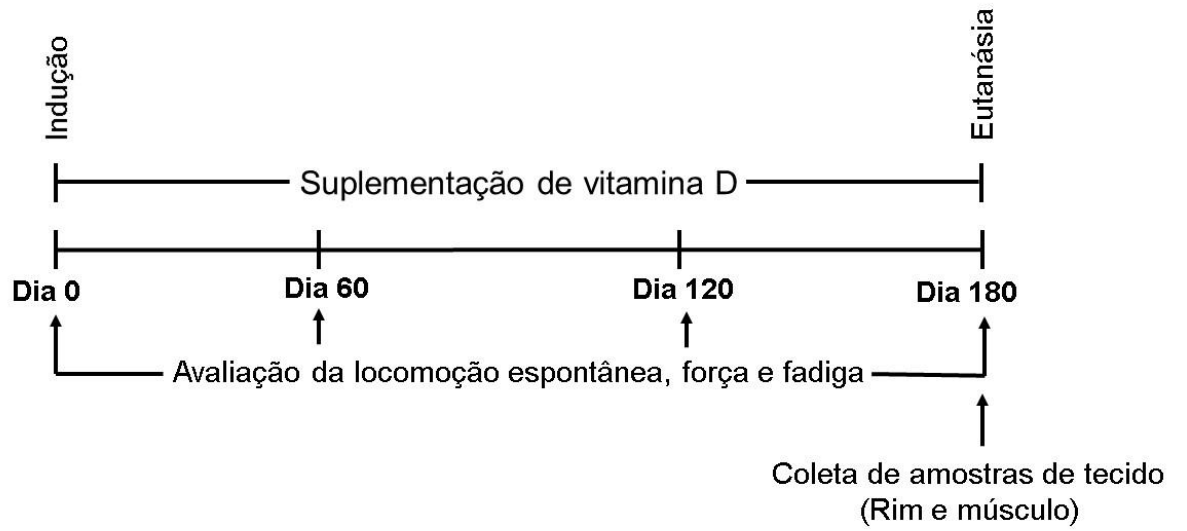 Indução
Eutanásia
Suplementação de vitamina D
Dia 0
Dia 60
Dia 120
Dia 180
Avaliação da locomoção espontânea, força e fadiga
Coleta de amostras de tecido
(Rim e músculo)